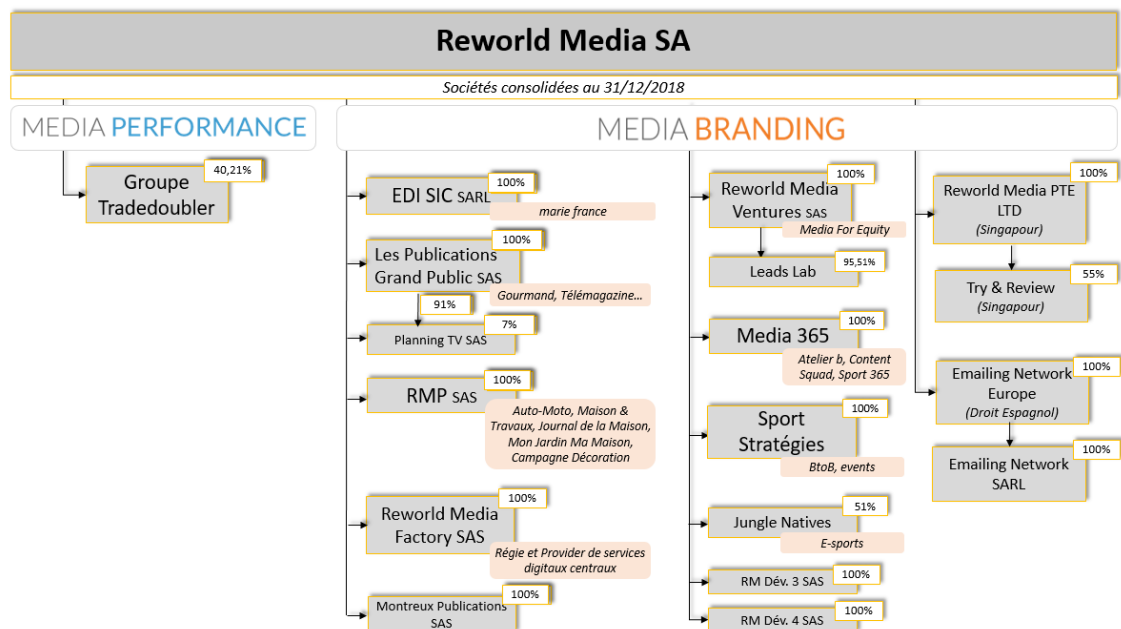 Reworld Media SA
Sociétés consolidées au 31/12/2018
MEDIA PERFORMANCE
MEDIA BRANDING
40,21%
Groupe
Tradedoubler
100%
EDI SIC SARL
marie france
100%
Les Publications
Grand Public SAS
Gourmand, Télémagazine...
91%
7%
Planning TV SAS
100%
RMP SAS
Auto-Moto, Maison &
Travaux, Journal de la Maison,
Mon Jardin Ma Maison,
Campagne Décoration
100%
Reworld Media
Factory SAS
Régie et Provider de services
digitaux centraux
100%
Montreux Publications
SAS
100%
Reworld Media
Ventures SAS
Media For Equity
95,51%
Leads Lab
100%
Media 365
Atelier b, Content
Squad, Sport 365
100%
Sport
Stratégies
BtoB, events
51%
Jungle Natives
E-sports
100%
RM Dév. 3 SAS
100%
RM Dév. 4 SAS
100%
Reworld Media PTE
LTD
(Singapour)
55%
Try & Review
(Singapour)
100%
Emailing Network
Europe
(Droit Espagnol)
100%
Emailing Network
SARL